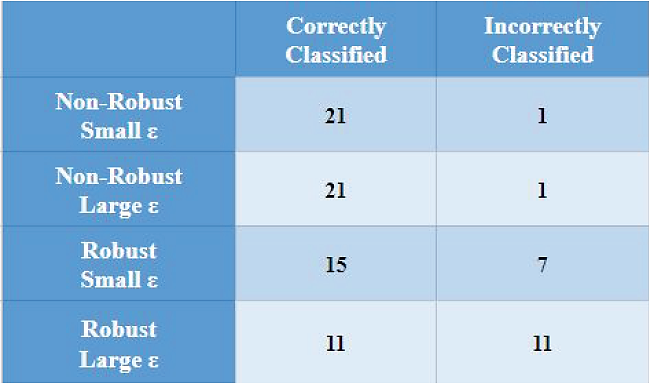 Correctly Classified
Incorrectly Classified
Non-Robust
Small ε
21
1
Non-Robust
Large ε
21
1
Robust
Small ε
15
7
Robust
Large ε
11
11